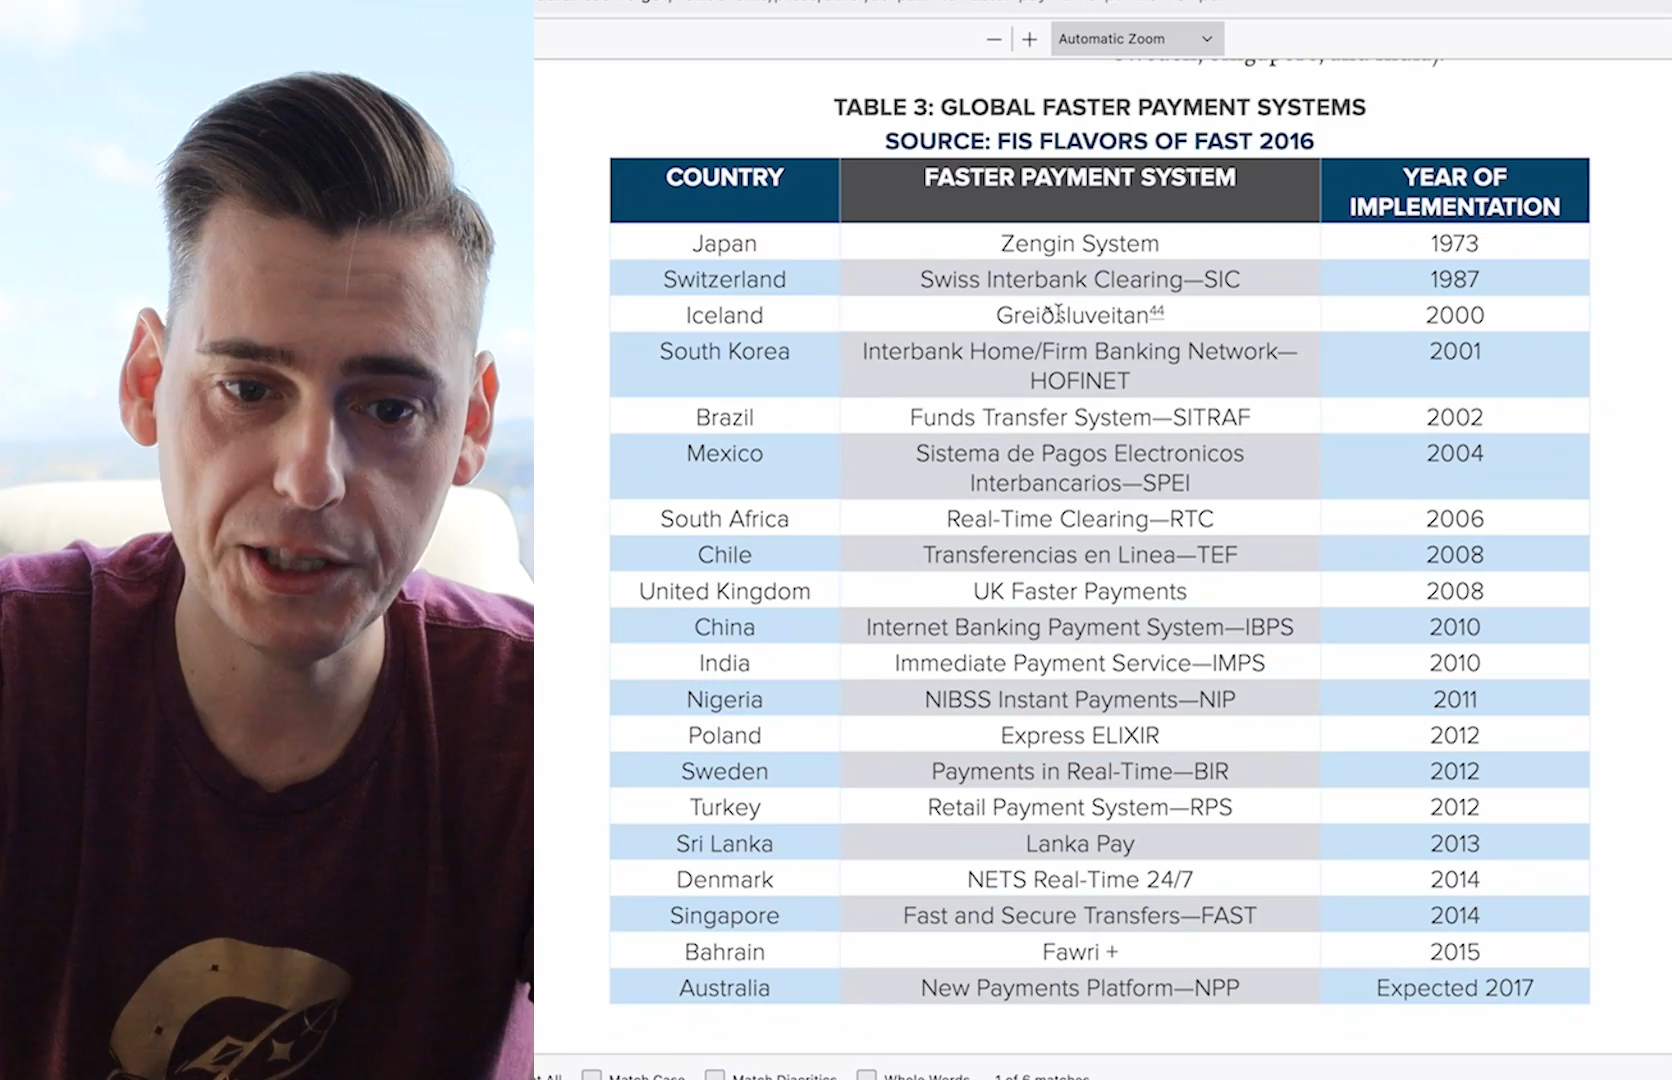 Automatic Zoom
TABLE 3: GLOBAL FASTER PAYMENT SYSTEMS
SOURCE: FIS FLAVORS OF FAST 2016
COUNTRY FASTER PAYMENT SYSTEM YEAR OF
IMPLEMENTATION
Japan Zengin System 1973
Switzerland Swiss Interbank Clearing—SIC 1987
Iceland Greiðsluveitan44 2000
South Korea Interbank Home/Firm Banking Network— 2001
HOFINET
Brazil Funds Transfer System—SITRAF 2002
Mexico Sistema de Pagos Electronicos 2004
Interbancarios—SPEI
South Africa Real-Time Clearing—RTC 2006
Chile Transferencias en Linea—TEF 2008
United Kingdom UK Faster Payments 2008
China Internet Banking Payment System—IBPS 2010
India Immediate Payment Service—IMPS 2010
Nigeria NIBSS Instant Payments—NIP 2011
Poland Express ELIXIR 2012
Sweden Payments in Real-Time—BIR 2012
Turkey Retail Payment System—RPS 2012
Sri Lanka Lanka Pay 2013
Denmark NETS Real-Time 24/7 2014
Singapore Fast and Secure Transfers—FAST 2014
Bahrain Fawri + 2015
Australia New Payments Platform—NPP Expected 2017
Match Case Match Diacritics Whole Words 1 of 6 matches